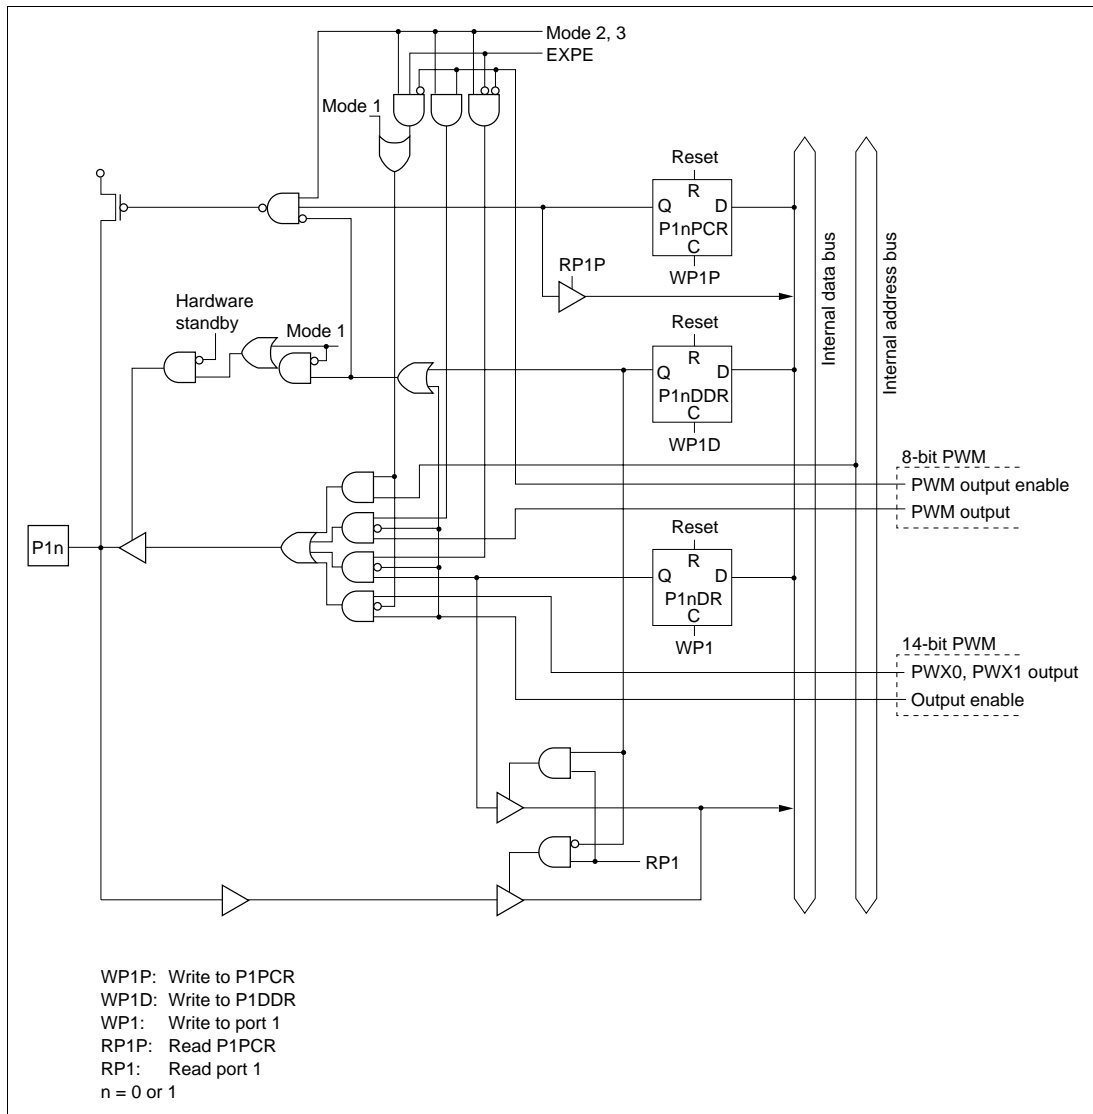 Mode 2, 3
EXPE
Mode 1
Reset
R
Q D
P1nPCR
C
WP1P
RP1P
Internal data bus
Internal address bus
Hardware
standby
Mode 1
Reset
R
Q D
P1nDDR
C
WP1D
8-bit PWM
PWM output enable
PWM output
P1n
Reset
R
Q D
P1nDR
C
WP1
14-bit PWM
PWX0, PWX1 output
Output enable
RP1
WP1P: Write to P1PCR
WP1D: Write to P1DDR
WP1: Write to port 1
RP1P: Read P1PCR
RP1: Read port 1
n = 0 or 1